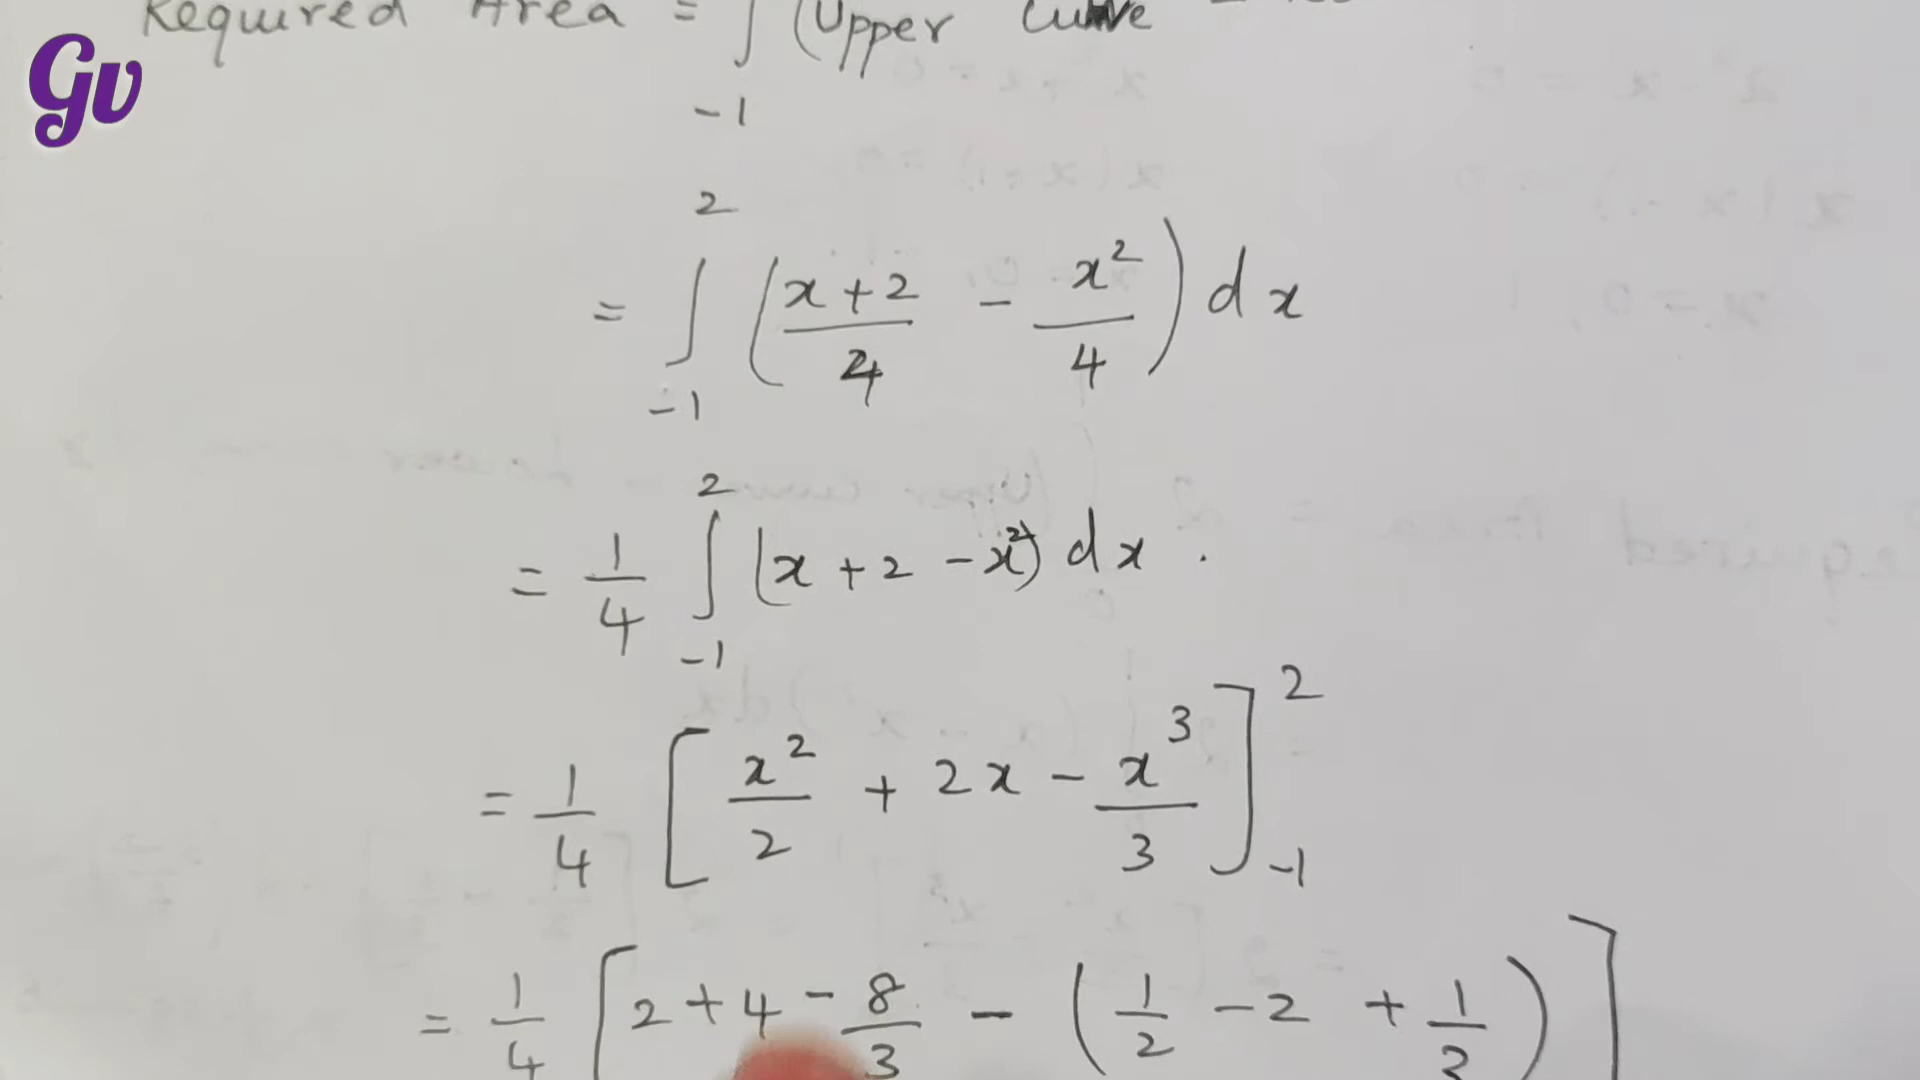 Required Area = ∫ (Upper Curve -
-1
Gv
2
= ∫ (x+2/4 - x²/4) dx
-1
2
= 1/4 ∫ (x + 2 - x²) dx .
-1
= 1/4 [x²/2 + 2x - x³/3] 2
-1
= 1/4 [2 + 4 - 8/3 - (1/2 - 2 + 1/3)]